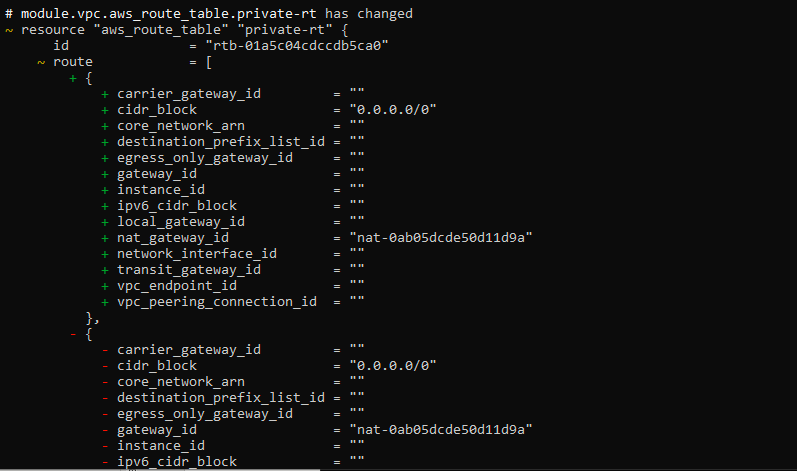 # module.vpc.aws_route_table.private-rt has changed
~ resource "aws_route_table" "private-rt" {
id = "rtb-01a5c04cdccdb5ca0"
~ route = [
+ {
+ carrier_gateway_id = ""
+ cidr_block = "0.0.0.0/0"
+ core_network_arn = ""
+ destination_prefix_list_id = ""
+ egress_only_gateway_id = ""
+ gateway_id = ""
+ instance_id = ""
+ ipv6_cidr_block = ""
+ local_gateway_id = ""
+ nat_gateway_id = "nat-0ab05dcde50d11d9a"
+ network_interface_id = ""
+ transit_gateway_id = ""
+ vpc_endpoint_id = ""
+ vpc_peering_connection_id = ""
},
- {
- carrier_gateway_id = ""
- cidr_block = "0.0.0.0/0"
- core_network_arn = ""
- destination_prefix_list_id = ""
- egress_only_gateway_id = ""
- gateway_id = "nat-0ab05dcde50d11d9a"
- instance_id = ""
- ipv6_cidr_block = ""